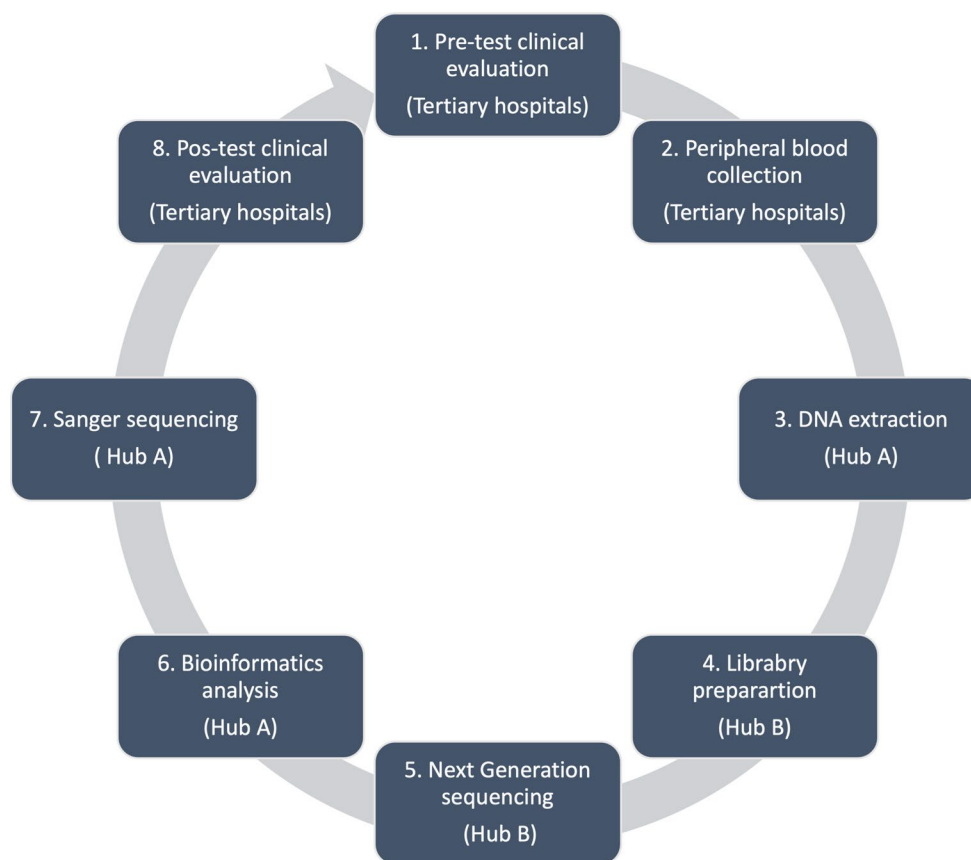 1. Pre-test clinical
evaluation
(Tertiary hospitals)
2. Peripheral blood
collection
(Tertiary hospitals)
3. DNA extraction
(Hub A)
4. Librabry
preparartion
(Hub B)
5. Next Generation
sequencing
(Hub B)
6. Bioinformatics
analysis
(Hub A)
7. Sanger sequencing
( Hub A)
8. Pos-test clinical
evaluation
(Tertiary hospitals)